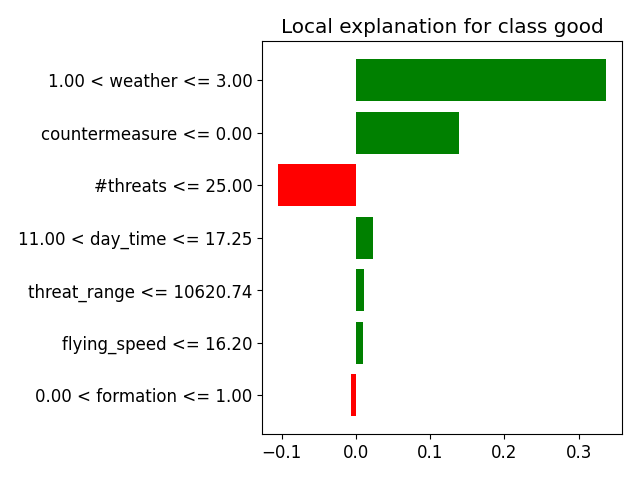 Local explanation for class good
1.00 < weather <= 3.00
countermeasure <= 0.00
#threats <= 25.00
11.00 < day_time <= 17.25
threat_range <= 10620.74
flying_speed <= 16.20
0.00 < formation <= 1.00
−0.1 0.0 0.1 0.2 0.3